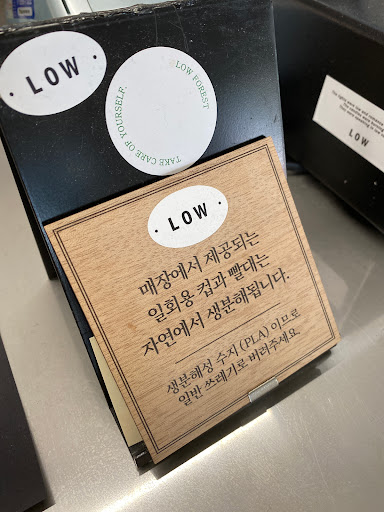 · LOW ·
LOW FOREST
TAKE CARE OF YOURSELF.
LOW
· LOW ·
매장에서 제공되는
일회용 컵과 빨대는
자연에서 생분해됩니다.
생분해성 수지 (PLA) 이므로
일반 쓰레기로 버려주세요.